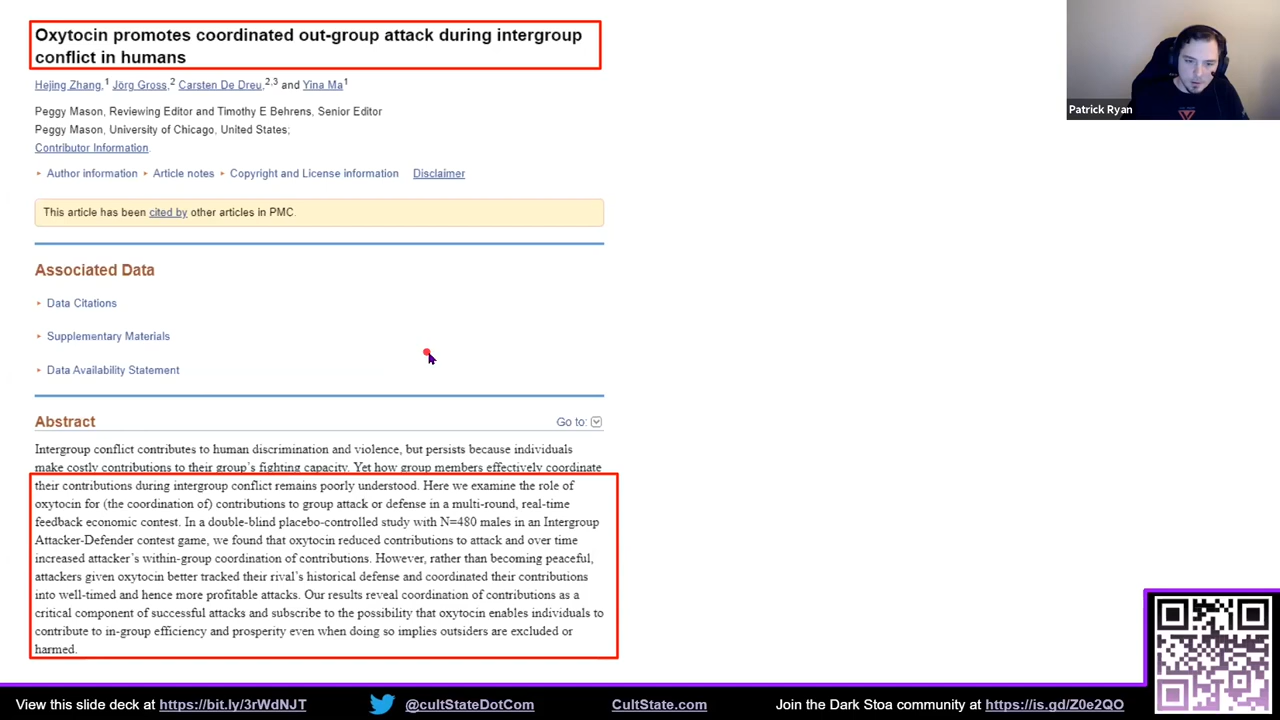 Oxytocin promotes coordinated out-group attack during intergroup
conflict in humans
Hejing Zhang,1 Jörg Gross,2 Carsten De Dreu,2,3 and Yina Ma1
Peggy Mason, Reviewing Editor and Timothy E Behrens, Senior Editor
Peggy Mason, University of Chicago, United States;
Contributor Information.
Author information Article notes Copyright and License information Disclaimer
This article has been cited by other articles in PMC.
Associated Data
Data Citations
Supplementary Materials
Data Availability Statement
Abstract Go to:
Intergroup conflict contributes to human discrimination and violence, but persists because individuals
make costly contributions to their group's fighting capacity. Yet how group members effectively coordinate
their contributions during intergroup conflict remains poorly understood. Here we examine the role of
oxytocin for (the coordination of) contributions to group attack or defense in a multi-round, real-time
feedback economic contest. In a double-blind placebo-controlled study with N=480 males in an Intergroup
Attacker-Defender contest game, we found that oxytocin reduced contributions to attack and over time
increased attacker's within-group coordination of contributions. However, rather than becoming peaceful,
attackers given oxytocin better tracked their rival's historical defense and coordinated their contributions
into well-timed and hence more profitable attacks. Our results reveal coordination of contributions as a
critical component of successful attacks and subscribe to the possibility that oxytocin enables individuals to
contribute to in-group efficiency and prosperity even when doing so implies outsiders are excluded or
harmed.
Patrick Ryan
View this slide deck at https://bit.ly/3rWdNJT @cultStateDotCom CultState.com Join the Dark Stoa community at https://is.gd/Z0e2QO